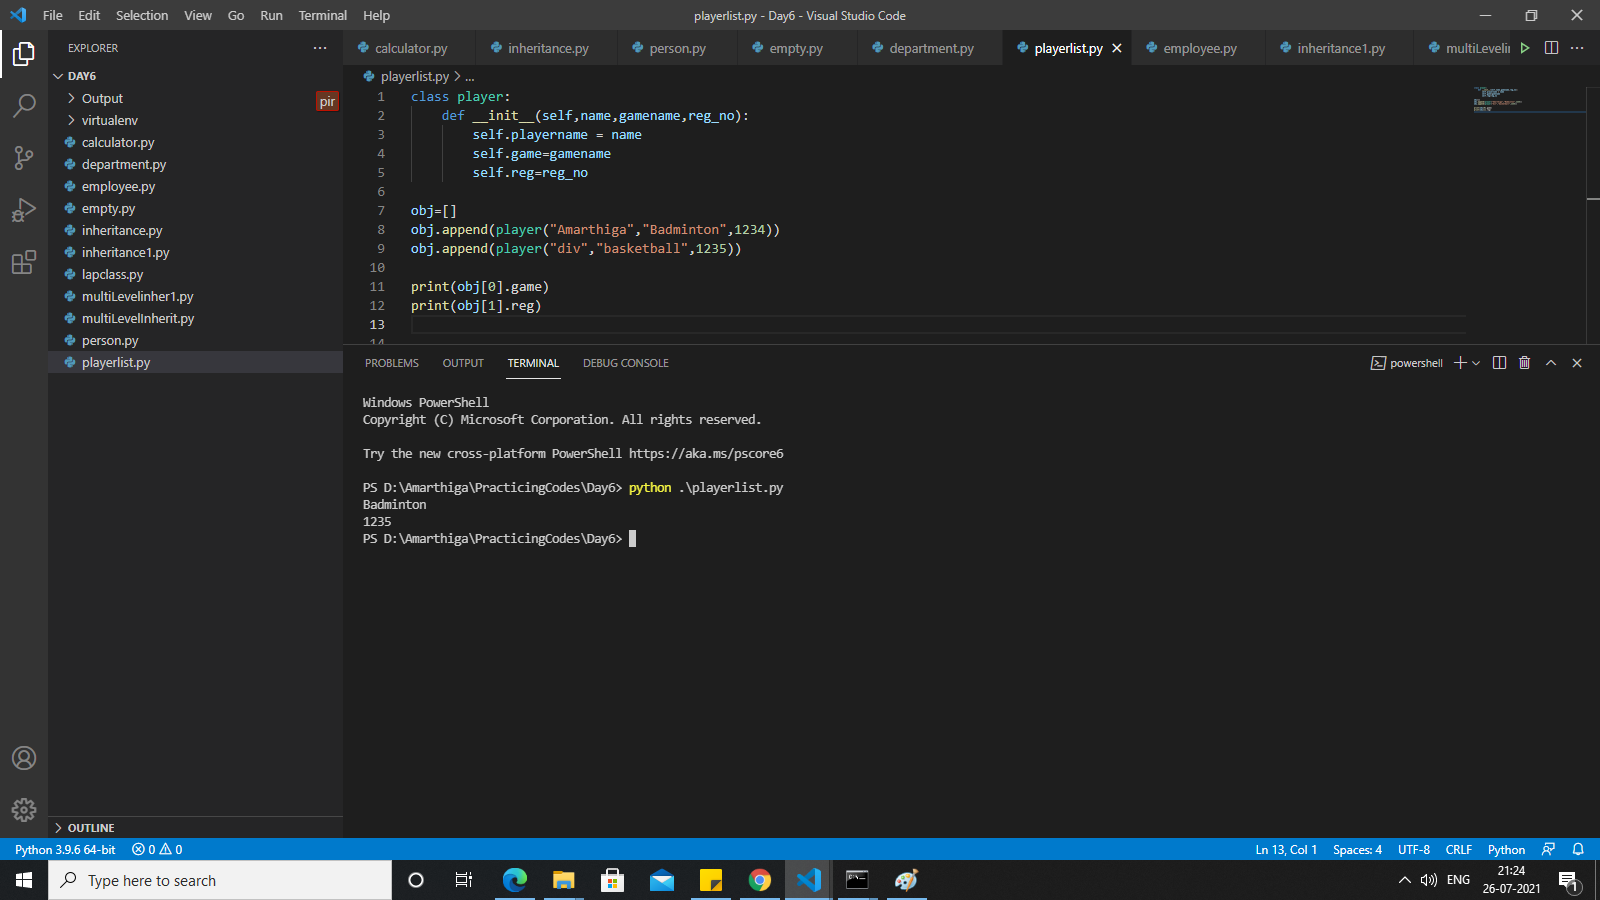 File Edit Selection View Go Run Terminal Help
playerlist.py - Day6 - Visual Studio Code
EXPLORER
DAY6
Output
pir
virtualenv
calculator.py
department.py
employee.py
empty.py
inheritance.py
inheritance1.py
lapclass.py
multiLevelinher1.py
multiLevelInherit.py
person.py
playerlist.py
OUTLINE
calculator.py inheritance.py person.py empty.py department.py playerlist.py employee.py inheritance1.py multiLevelin
playerlist.py > ...
1 class player:
2 def __init__(self,name,gamename,reg_no):
3 self.playername = name
4 self.game=gamename
5 self.reg=reg_no
6
7 obj=[]
8 obj.append(player("Amarthiga","Badminton",1234))
9 obj.append(player("div","basketball",1235))
10
11 print(obj[0].game)
12 print(obj[1].reg)
13
14
PROBLEMS OUTPUT TERMINAL DEBUG CONSOLE
powershell
Windows PowerShell
Copyright (C) Microsoft Corporation. All rights reserved.
Try the new cross-platform PowerShell https://aka.ms/pscore6
PS D:\Amarthiga\PracticingCodes\Day6> python .\playerlist.py
Badminton
1235
PS D:\Amarthiga\PracticingCodes\Day6>
Python 3.9.6 64-bit 0 0
Ln 13, Col 1 Spaces: 4 UTF-8 CRLF Python
Type here to search
ENG
21:24
26-07-2021
1